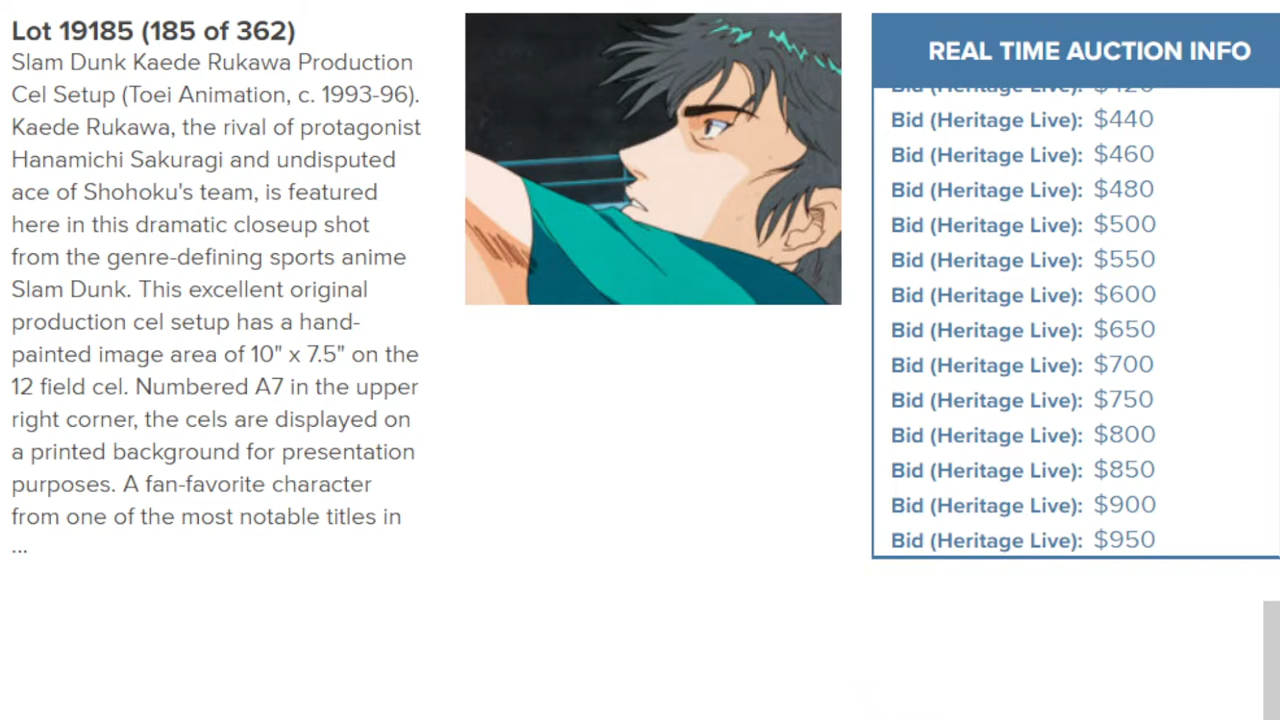 Lot 19185 (185 of 362)
Slam Dunk Kaede Rukawa Production
Cel Setup (Toei Animation, c. 1993-96).
Kaede Rukawa, the rival of protagonist
Hanamichi Sakuragi and undisputed
ace of Shohoku's team, is featured
here in this dramatic closeup shot
from the genre-defining sports anime
Slam Dunk. This excellent original
production cel setup has a hand-
painted image area of 10" x 7.5" on the
12 field cel. Numbered A7 in the upper
right corner, the cels are displayed on
a printed background for presentation
purposes. A fan-favorite character
from one of the most notable titles in
...
REAL TIME AUCTION INFO
Bid (Heritage Live): $420
Bid (Heritage Live): $440
Bid (Heritage Live): $460
Bid (Heritage Live): $480
Bid (Heritage Live): $500
Bid (Heritage Live): $550
Bid (Heritage Live): $600
Bid (Heritage Live): $650
Bid (Heritage Live): $700
Bid (Heritage Live): $750
Bid (Heritage Live): $800
Bid (Heritage Live): $850
Bid (Heritage Live): $900
Bid (Heritage Live): $950